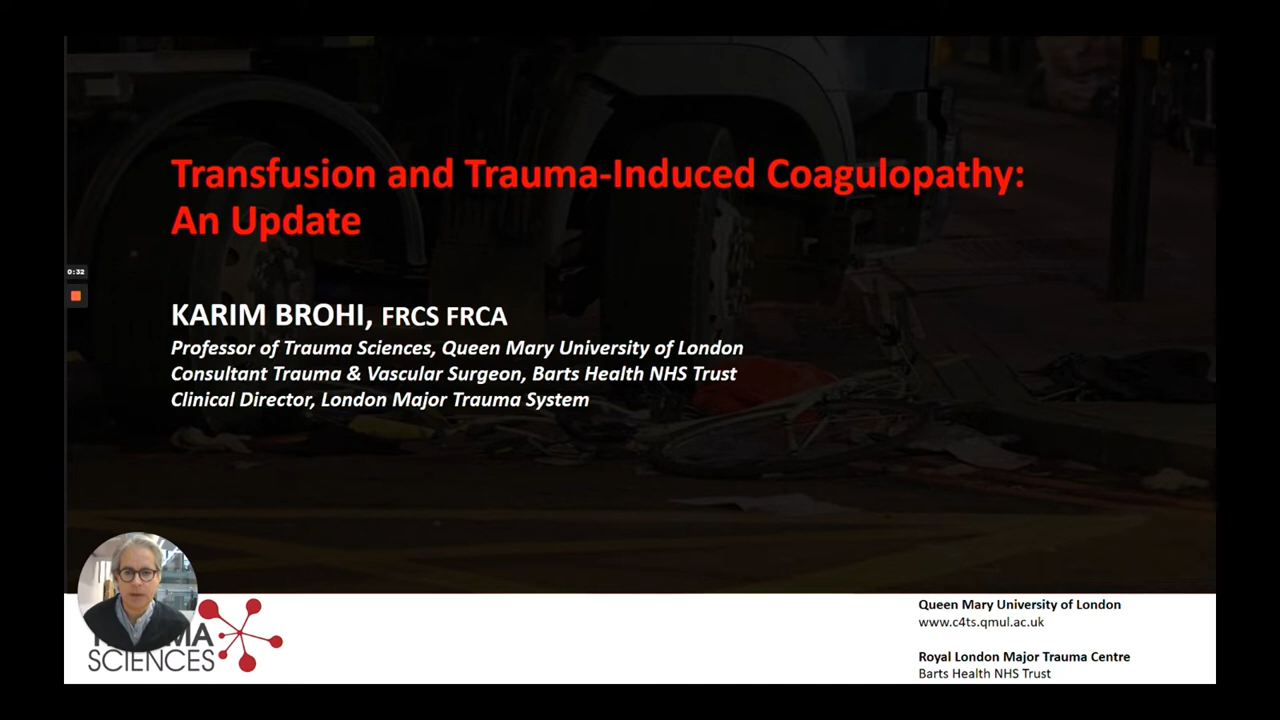 Transfusion and Trauma-Induced Coagulopathy:
An Update
0:32
KARIM BROHI, FRCS FRCA
Professor of Trauma Sciences, Queen Mary University of London
Consultant Trauma & Vascular Surgeon, Barts Health NHS Trust
Clinical Director, London Major Trauma System
SCIENCES
Queen Mary University of London
www.c4ts.qmul.ac.uk
Royal London Major Trauma Centre
Barts Health NHS Trust